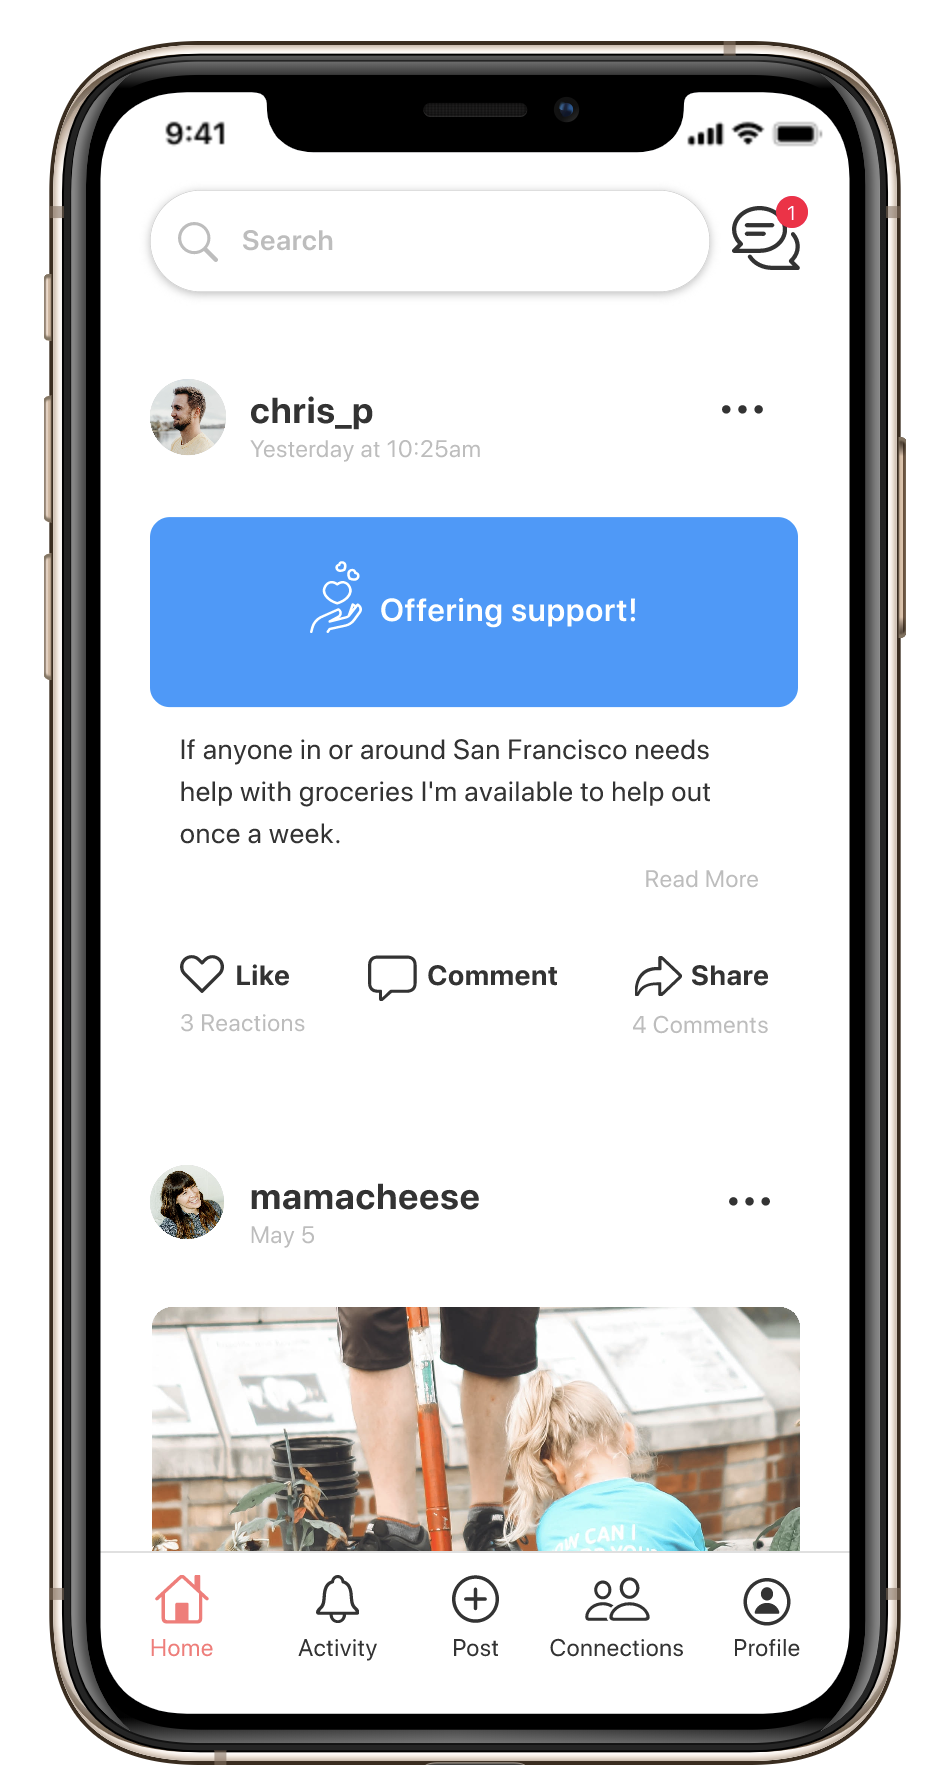 9:41
Search
1
chris_p
Yesterday at 10:25am
Offering support!
If anyone in or around San Francisco needs
help with groceries I'm available to help out
once a week.
Read More
Like
Comment
Share
3 Reactions
4 Comments
mamacheese
May 5
CAN I
Home
Activity
Post
Connections
Profile